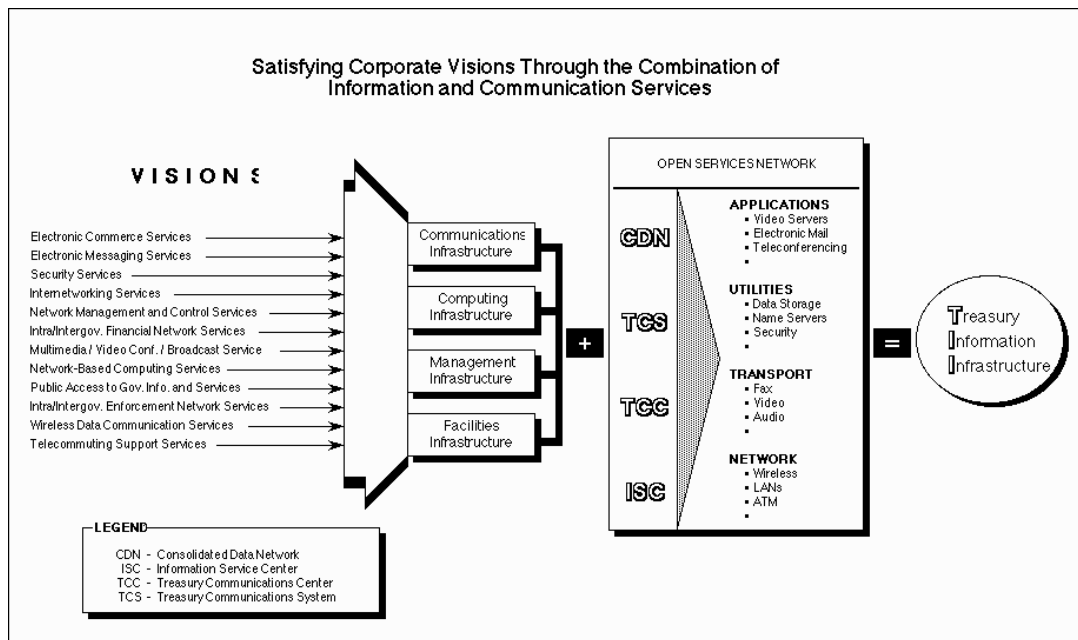 Satisfying Corporate Visions Through the Combination of
Information and Communication Services
VISIONS
Electronic Commerce Services
Electronic Messaging Services
Security Services
Internetworking Services
Network Management and Control Services
Intra/Intergov. Financial Network Services
Multimedia / Video Conf. / Broadcast Service
Network-Based Computing Services
Public Access to Gov. Info. and Services
Intra/Intergov. Enforcement Network Services
Wireless Data Communication Services
Telecommuting Support Services
Communications
Infrastructure
Computing
Infrastructure
Management
Infrastructure
Facilities
Infrastructure
+
OPEN SERVICES NETWORK
CDN
TCS
TCC
ISC
APPLICATIONS
▪ Video Servers
▪ Electronic Mail
▪ Teleconferencing
▪
UTILITIES
▪ Data Storage
▪ Name Servers
▪ Security
▪
TRANSPORT
▪ Fax
▪ Video
▪ Audio
▪
NETWORK
▪ Wireless
▪ LANs
▪ ATM
▪
=
Treasury
Information
Infrastructure
LEGEND
CDN - Consolidated Data Network
ISC - Information Service Center
TCC - Treasury Communications Center
TCS - Treasury Communications System